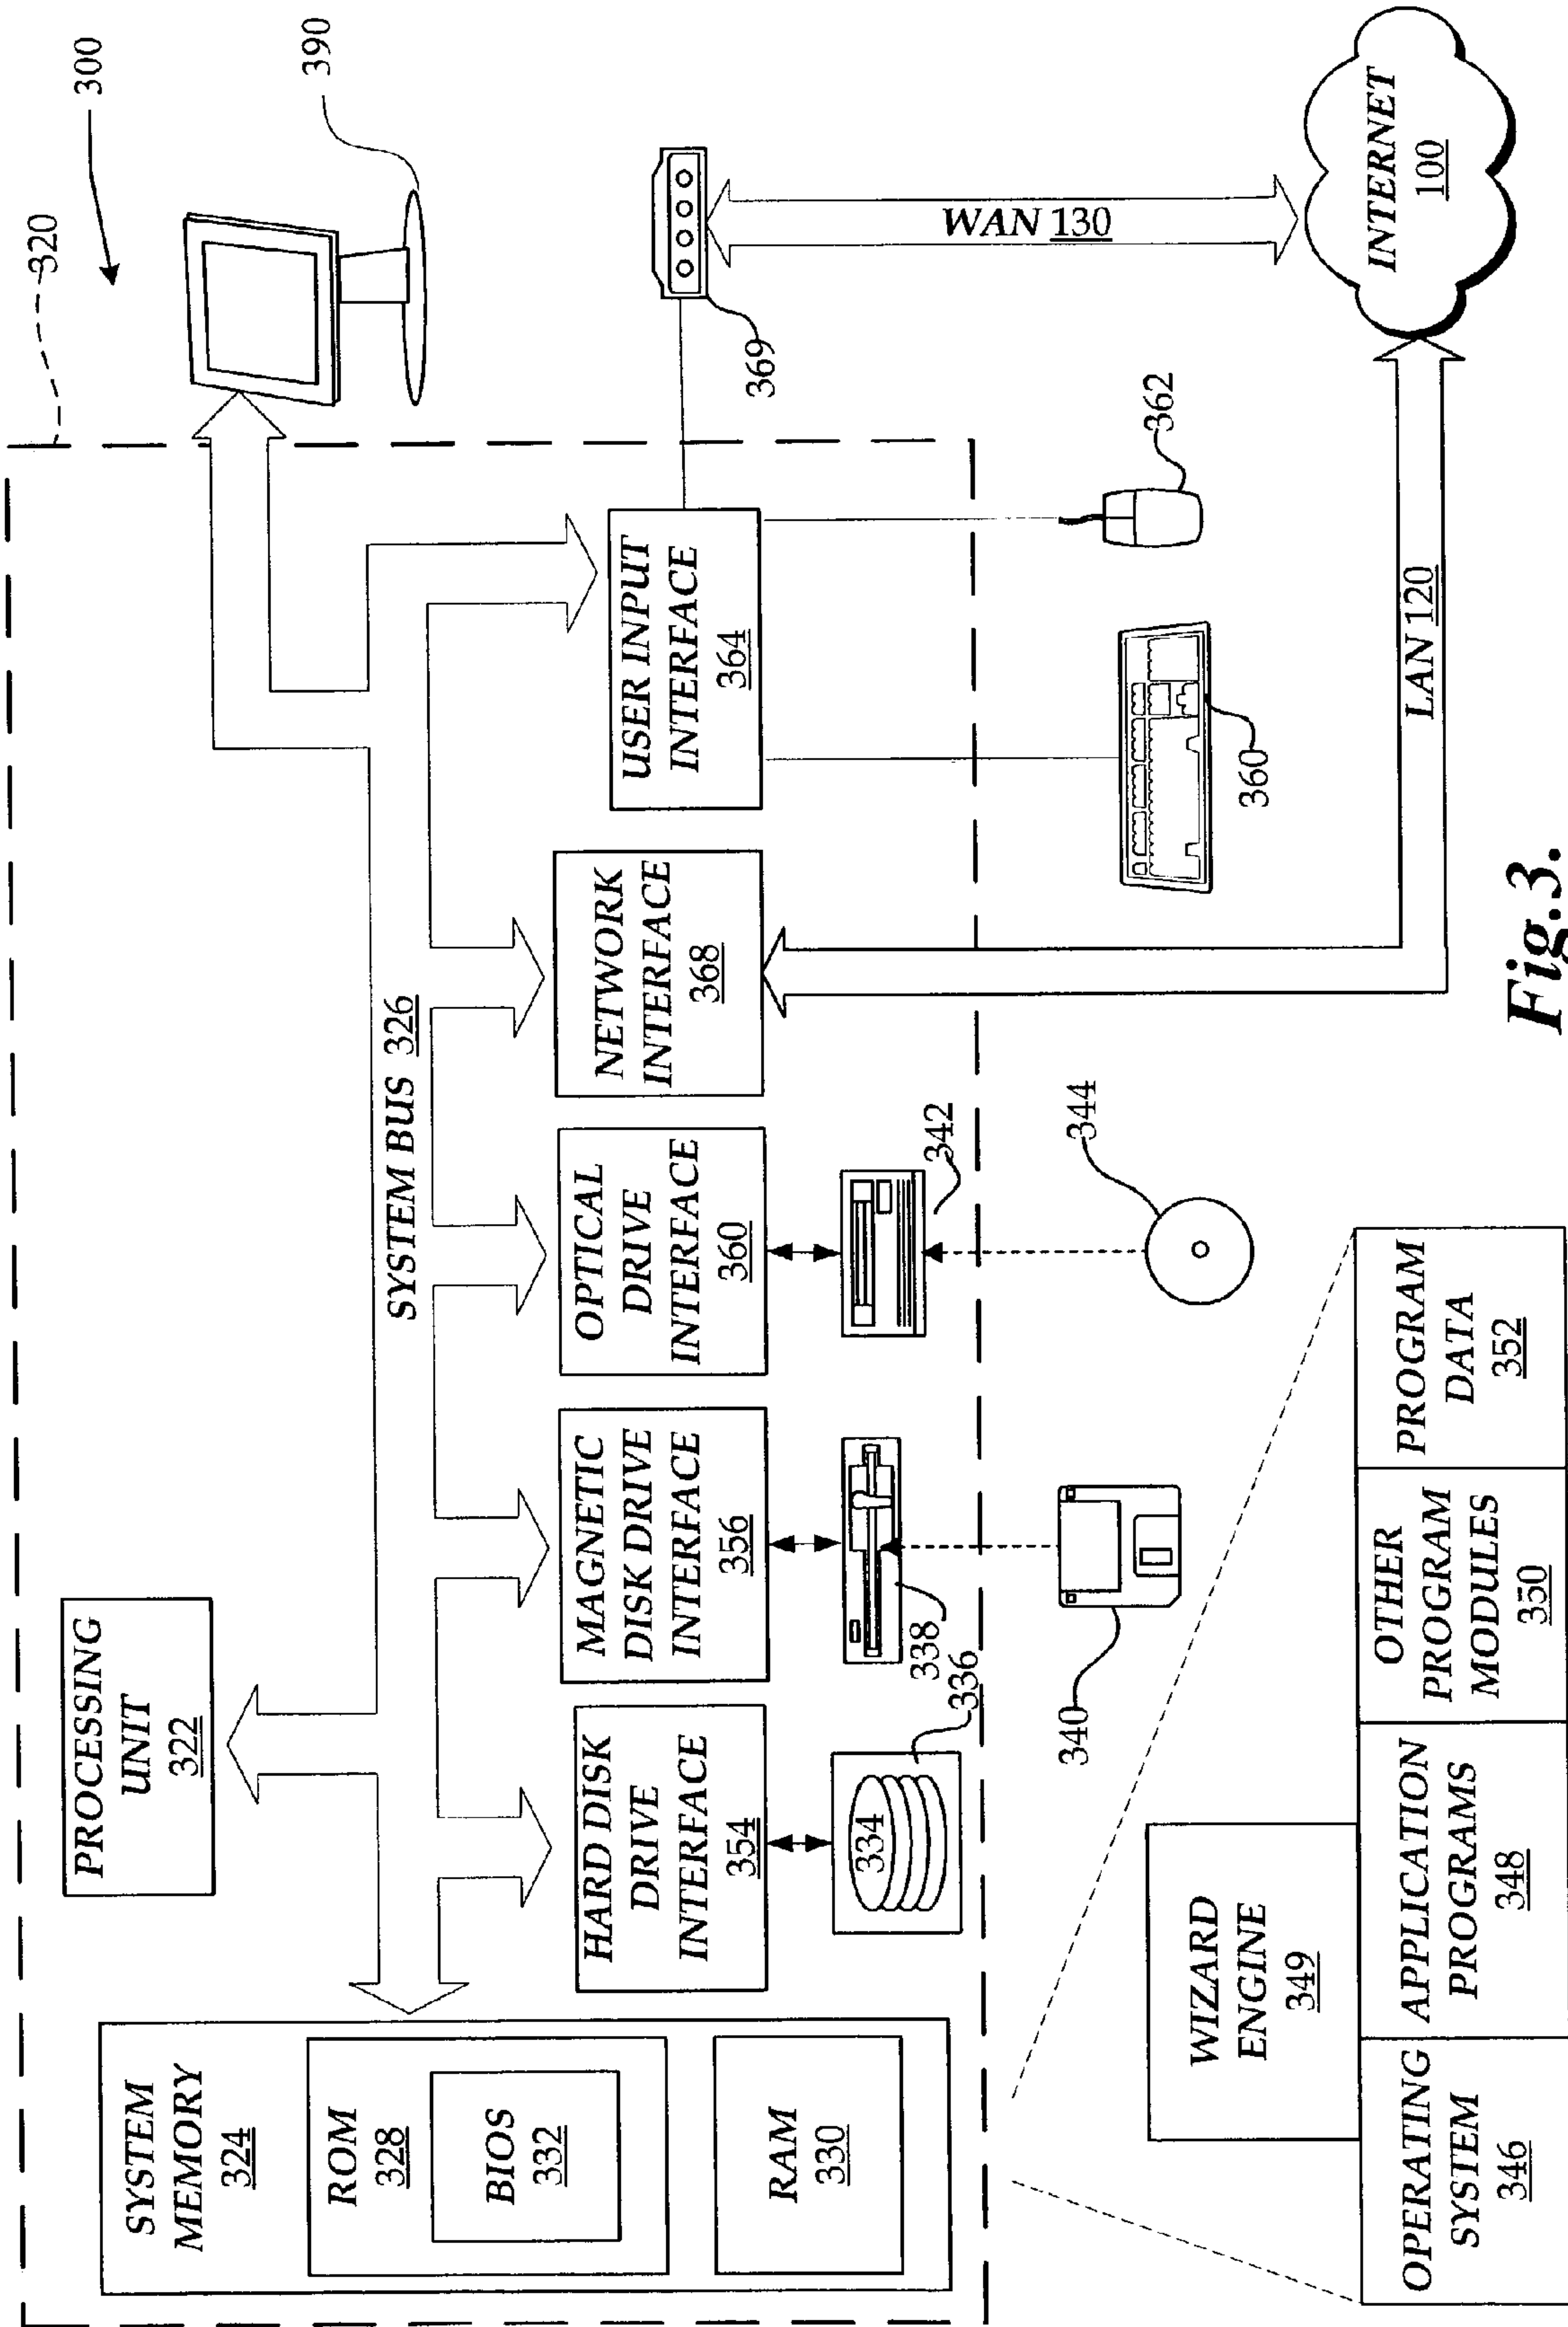 300
320
390
PROCESSING
UNIT
322
SYSTEM
MEMORY
324
ROM
328
BIOS
332
RAM
330
SYSTEM BUS 326
HARD DISK
DRIVE
INTERFACE
354
MAGNETIC
DISK DRIVE
INTERFACE
356
OPTICAL
DRIVE
INTERFACE
360
NETWORK
INTERFACE
368
USER INPUT
INTERFACE
364
369
334
336
338
342
340
344
360
362
WAN 130
LAN 120
INTERNET
100
WIZARD
ENGINE
349
OPERATING
SYSTEM
346
APPLICATION
PROGRAMS
348
OTHER
PROGRAM
MODULES
350
PROGRAM
DATA
352
Fig.3.